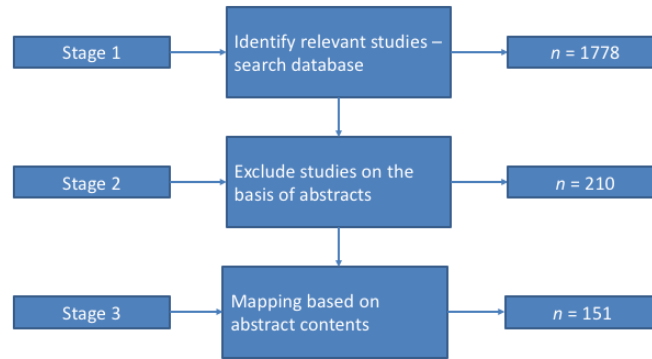 Stage 1
Identify relevant studies –
search database
n = 1778
Stage 2
Exclude studies on the
basis of abstracts
n = 210
Stage 3
Mapping based on
abstract contents
n = 151